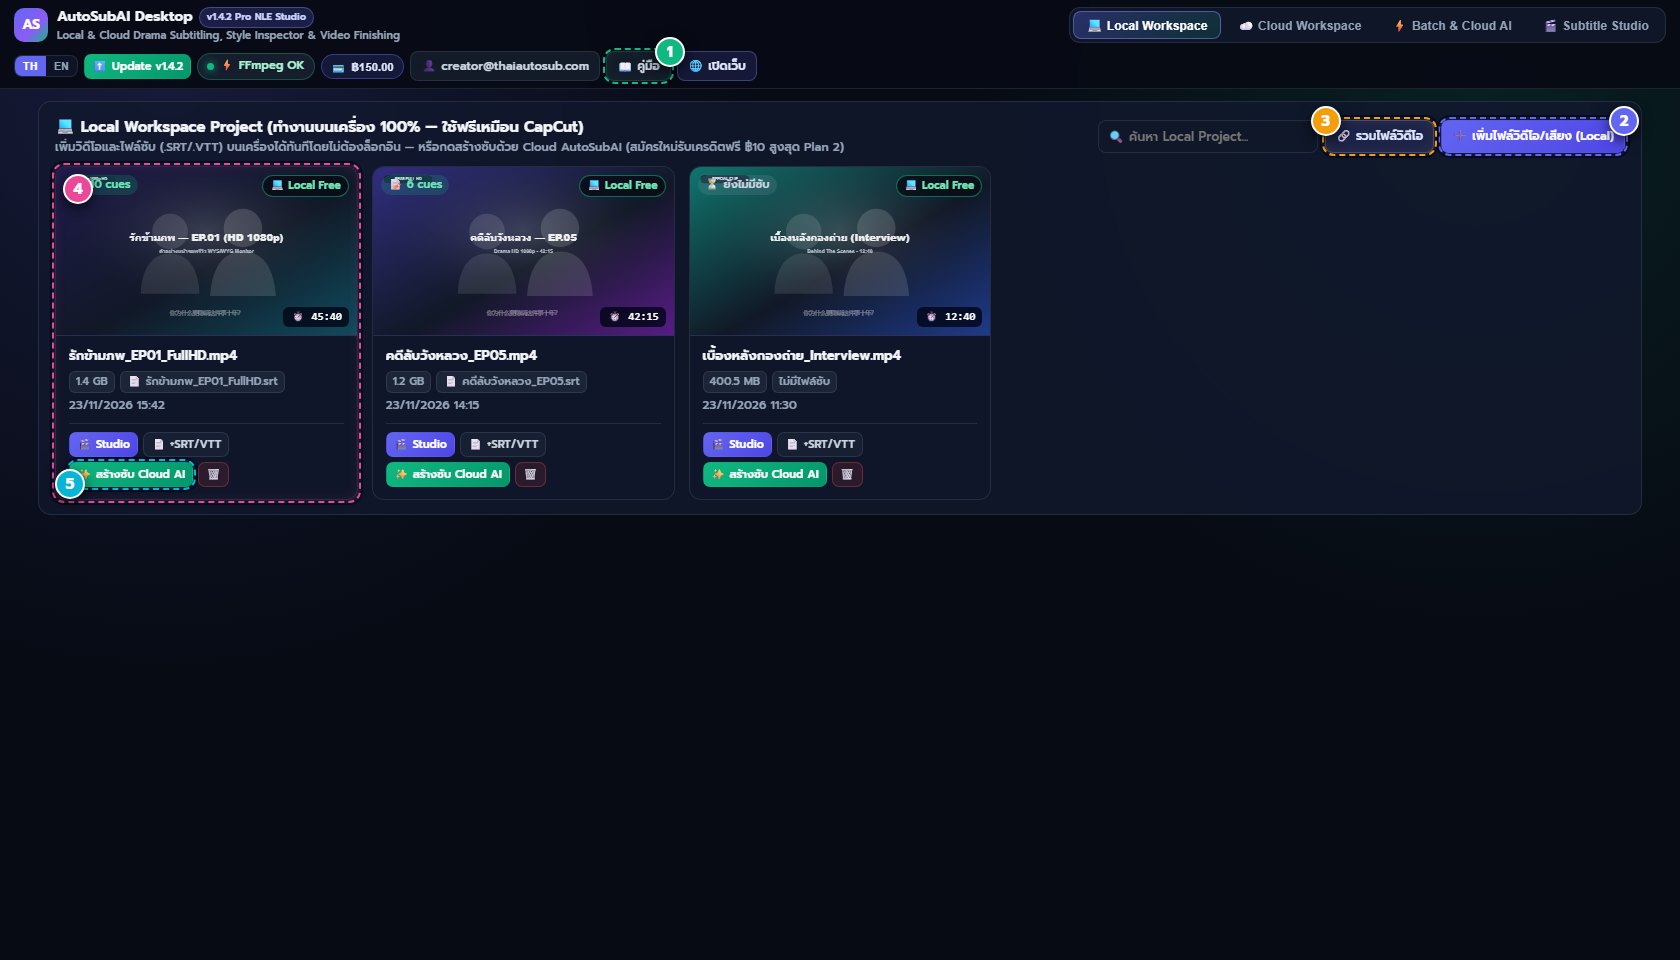 AS
AutoSubAI Desktop
v1.4.2 Pro NLE Studio
Local & Cloud Drama Subtitling, Style Inspector & Video Finishing
Local Workspace
Cloud Workspace
Batch & Cloud AI
Subtitle Studio
TH EN
Update v1.4.2
FFmpeg OK
฿150.00
creator@thaiautosub.com
คู่มือ
1
เปิดเว็บ
Local Workspace Project (ทำงานบนเครื่อง 100% — ใช้ฟรีเหมือน CapCut)
เพิ่มวิดีโอและไฟล์ซับ (.SRT/.VTT) บนเครื่องได้ทันทีโดยไม่ต้องล็อกอิน — หรือกดสร้างซับด้วย Cloud AutoSubAI (สมัครใหม่รับเครดิตฟรี ฿10 สูงสุด Plan 2)
ค้นหา Local Project...
3
รวมไฟล์วิดีโอ
2
เพิ่มไฟล์วิดีโอ/เสียง (Local)
4
0 cues
Local Free
รักข้ามภพ — EP.01 (HD 1080p)
45:40
รักข้ามภพ_EP01_FullHD.mp4
1.4 GB
รักข้ามภพ_EP01_FullHD.srt
23/11/2026 15:42
Studio
+SRT/VTT
สร้างซับ Cloud AI
5
6 cues
Local Free
คดีลับวังหลวง — EP.05
Drama HD 1080p - 42:15
42:15
คดีลับวังหลวง_EP05.mp4
1.2 GB
คดีลับวังหลวง_EP05.srt
23/11/2026 14:15
Studio
+SRT/VTT
สร้างซับ Cloud AI
ยังไม่มีซับ
Local Free
เบื้องหลังกองถ่าย (Interview)
Behind The Scenes - 12:40
12:40
เบื้องหลังกองถ่าย_Interview.mp4
400.5 MB
ไม่มีไฟล์ซับ
23/11/2026 11:30
Studio
+SRT/VTT
สร้างซับ Cloud AI